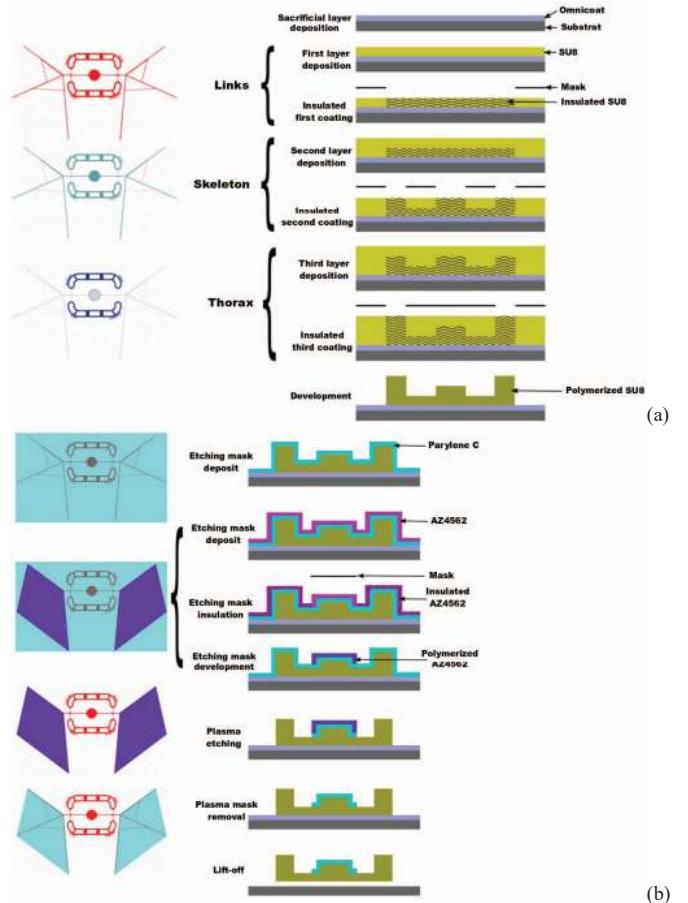 Sacrificial layer
deposition
Omnicoat
Substrat
First layer
deposition
SU8
Links
Mask
Insulated
first coating
Insulated SU8
Second layer
deposition
Skeleton
Insulated
second coating
Third layer
deposition
Thorax
Insulated
third coating
Development
Polymerized SU8
(a)
Etching mask
deposit
Parylene C
Etching mask
deposit
AZ4562
Mask
Etching mask
insulation
Insulated
AZ4562
Etching mask
development
Polymerized
AZ4562
Plasma
etching
Plasma mask
removal
Lift-off
(b)